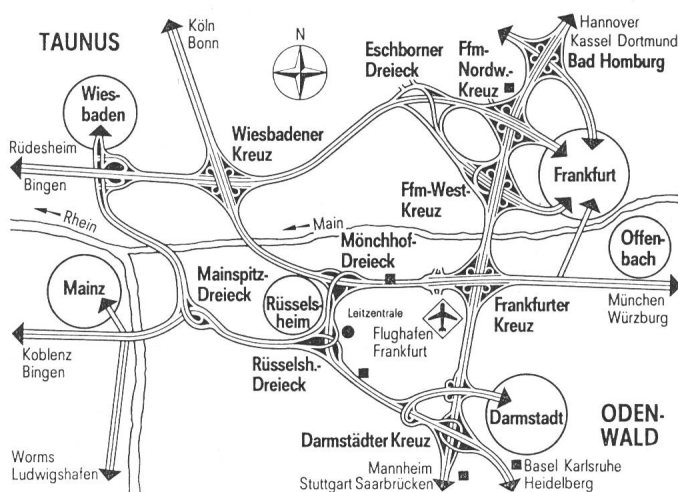 TAUNUS
Köln
Bonn
N
Eschborner
Dreieck
Ffm-
Nordw.-
Kreuz
Hannover
Kassel Dortmund
Bad Homburg
Wies-
baden
Wiesbadener
Kreuz
Rüdesheim
Bingen
Frankfurt
Ffm-West-
Kreuz
Rhein
Main
Mönchhof-
Dreieck
Offen-
bach
Mainz
Mainspitz-
Dreieck
Rüssels-
heim
Leitzentrale
Flughafen
Frankfurt
Frankfurter
Kreuz
München
Würzburg
Koblenz
Bingen
Rüsselsh.-
Dreieck
Darmstadt
ODEN-
WALD
Darmstädter Kreuz
Worms
Ludwigshafen
Mannheim
Stuttgart Saarbrücken
Basel Karlsruhe
Heidelberg